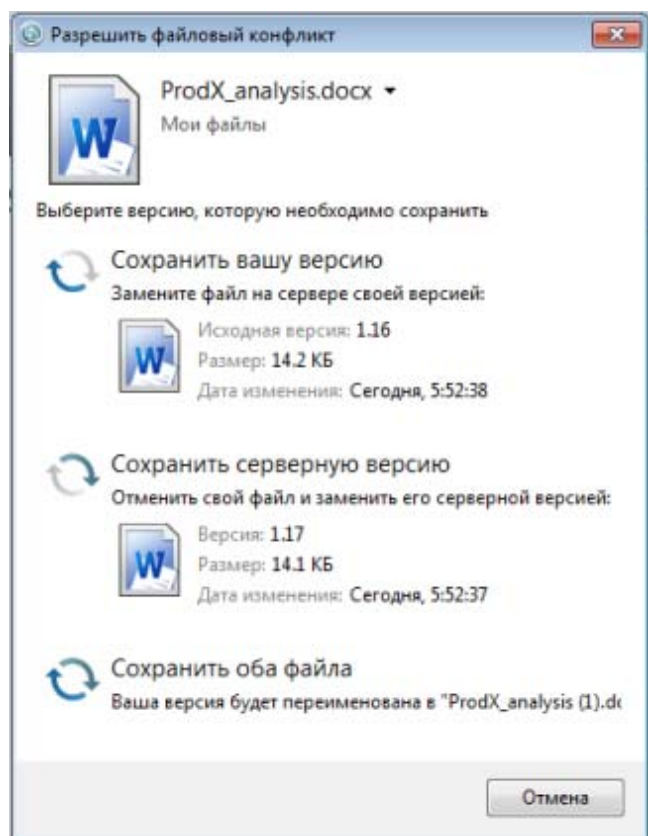 Разрешить файловый конфликт
ProdX_analysis.docx
Мои файлы
Выберите версию, которую необходимо сохранить
Сохранить вашу версию
Замените файл на сервере своей версией:
Исходная версия: 1.16
Размер: 14.2 КБ
Дата изменения: Сегодня, 5:52:38
Сохранить серверную версию
Отменить свой файл и заменить его серверной версией:
Версия: 1.17
Размер: 14.1 КБ
Дата изменения: Сегодня, 5:52:37
Сохранить оба файла
Ваша версия будет переименована в "ProdX_analysis (1).do
Отмена